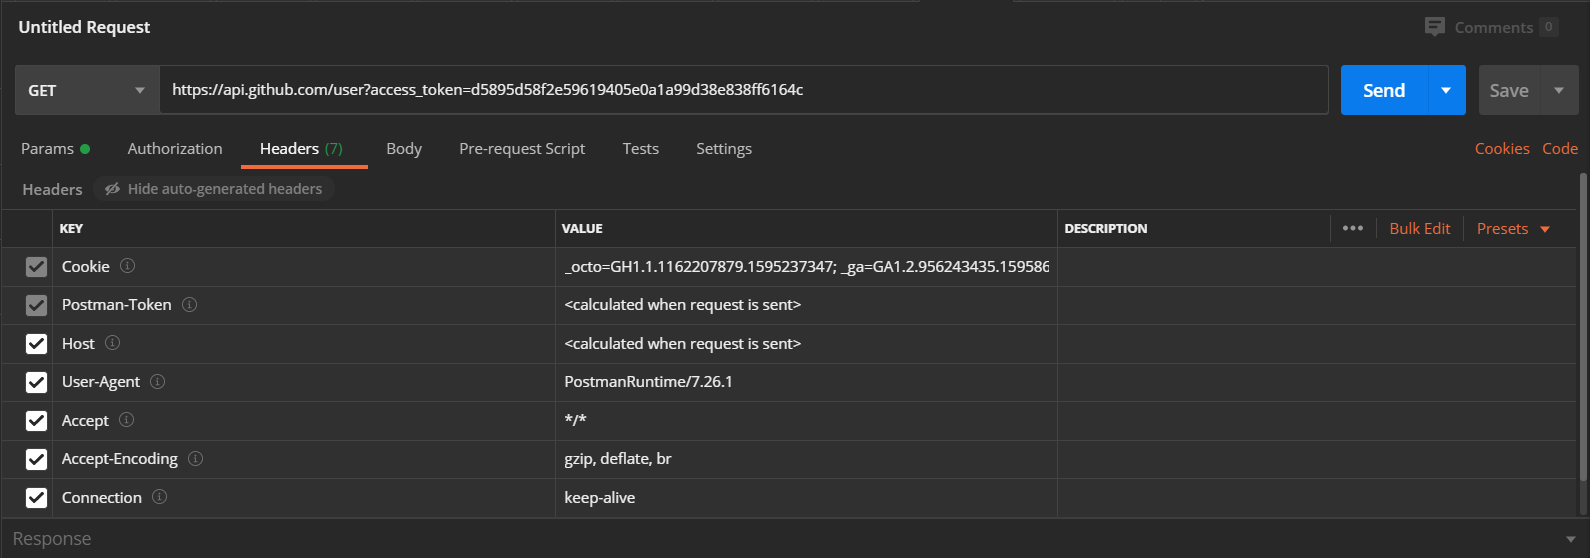 Untitled Request
Comments 0
GET https://api.github.com/user?access_token=d5895d58f2e59619405e0a1a99d38e838ff6164c Send Save
Params Authorization Headers (7) Body Pre-request Script Tests Settings Cookies Code
Headers Hide auto-generated headers
KEY VALUE DESCRIPTION ••• Bulk Edit Presets
Cookie _octo=GH1.1.1162207879.1595237347; _ga=GA1.2.956243435.159586
Postman-Token <calculated when request is sent>
Host <calculated when request is sent>
User-Agent PostmanRuntime/7.26.1
Accept */*
Accept-Encoding gzip, deflate, br
Connection keep-alive
Response